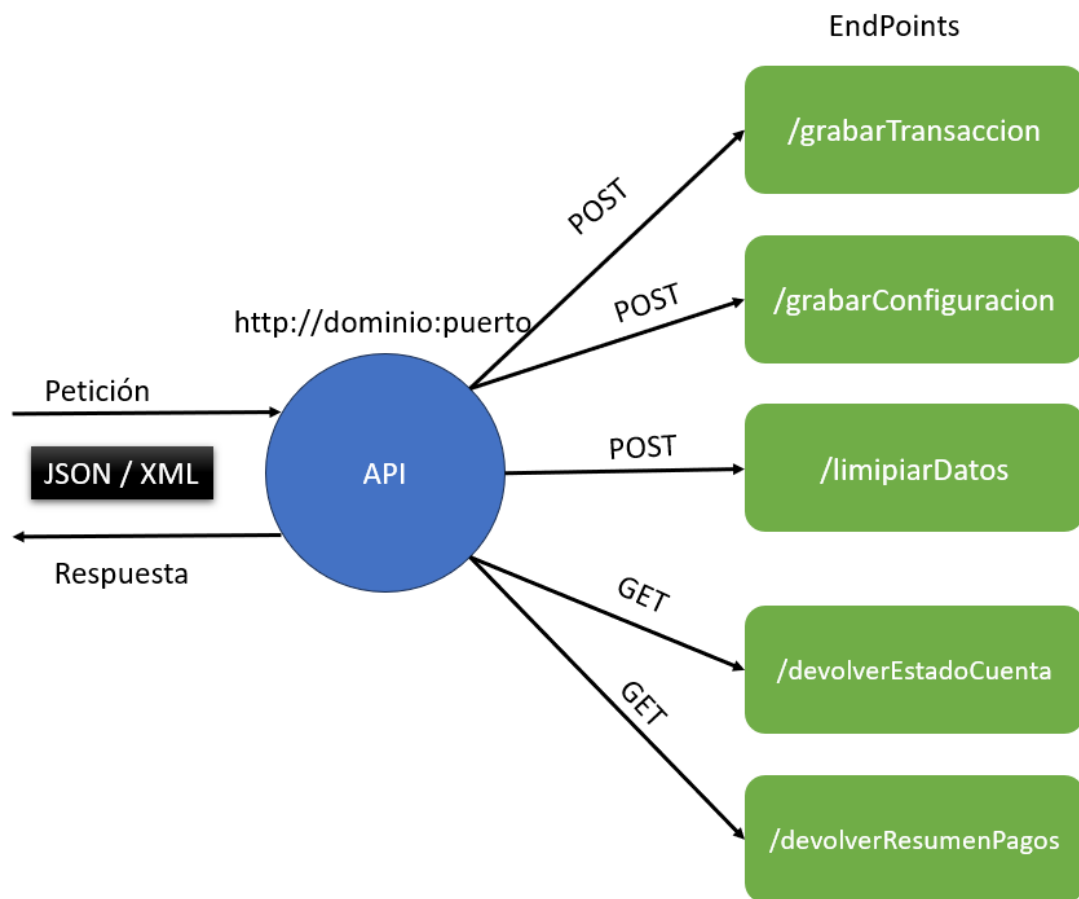 EndPoints
/grabarTransaccion
POST
/grabarConfiguracion
POST
http://dominio:puerto
Petición
JSON / XML
API
POST
/limipiarDatos
Respuesta
GET
/devolverEstadoCuenta
GET
/devolverResumenPagos